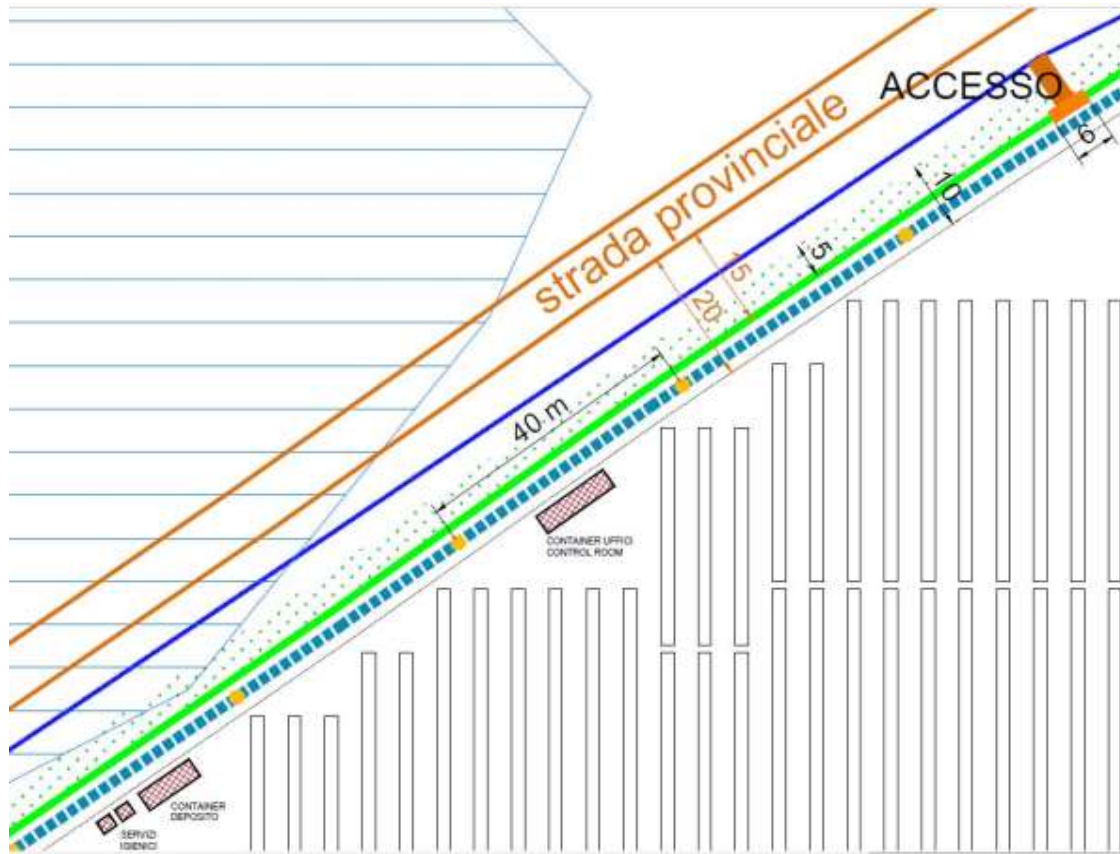 ACCESSO
strada provinciale
6
10
5
15
20
40 m
CONTAINER UFFICI
CONTROL ROOM
CONTAINER
DEPOSITO
SERVIZI
IGIENICI